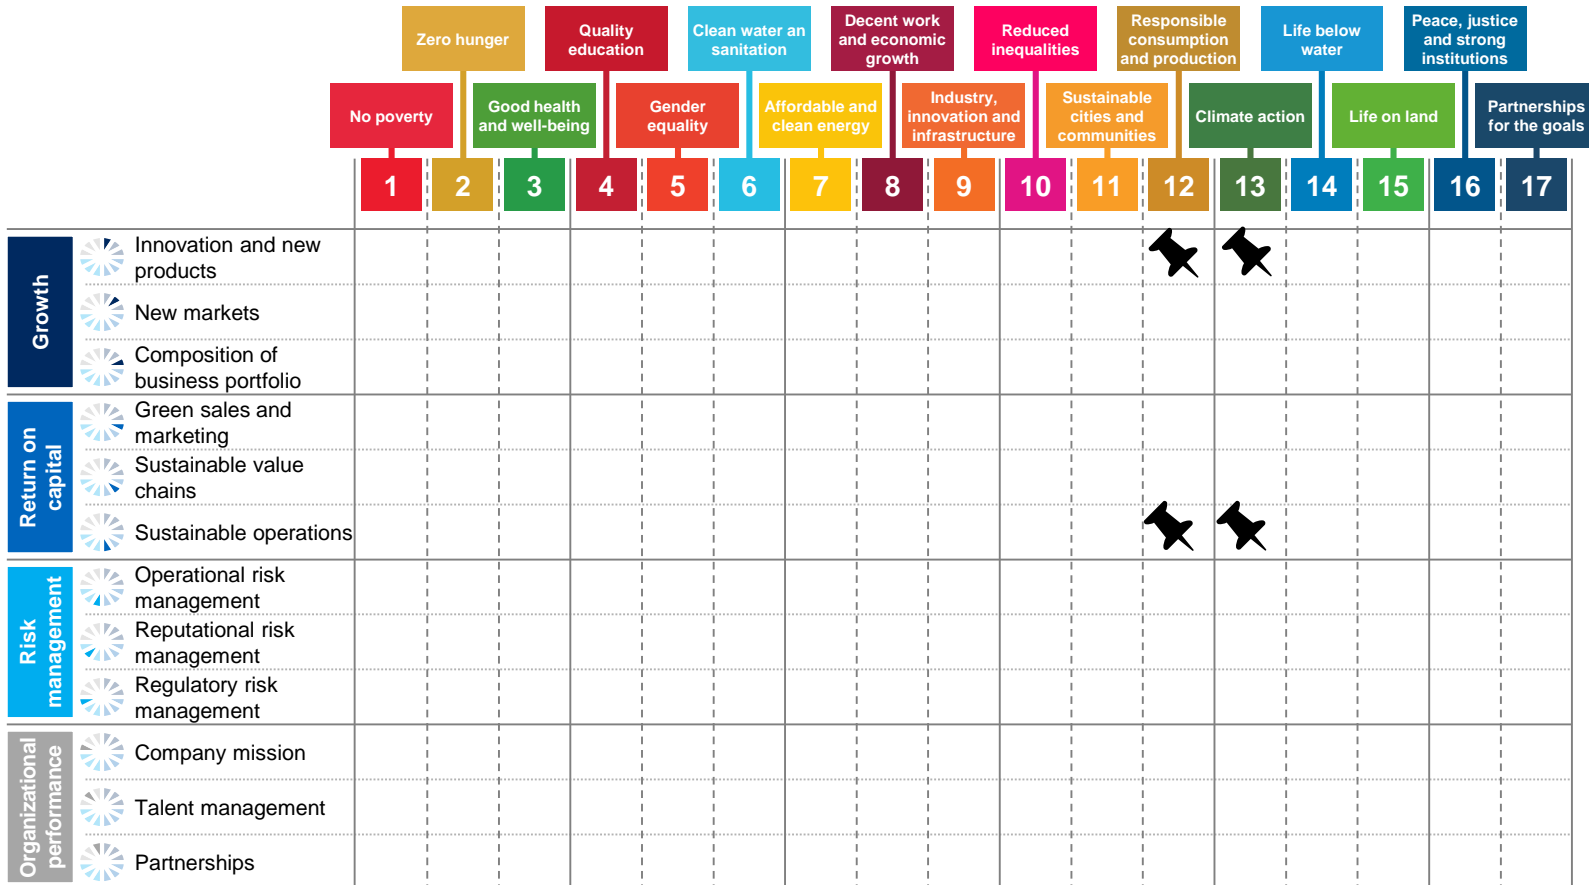 Zero hunger
Quality
education
Clean water an
sanitation
Decent work
and economic
growth
Reduced
inequalities
Responsible
consumption
and production
Life below
water
Peace, justice
and strong
institutions
No poverty
Good health
and well-being
Gender
equality
Affordable and
clean energy
Industry,
innovation and
infrastructure
Sustainable
cities and
communities
Climate action
Life on land
Partnerships
for the goals
1 2 3 4 5 6 7 8 9 10 11 12 13 14 15 16 17
Growth
Innovation and new
products
New markets
Composition of
business portfolio
Return on
capital
Green sales and
marketing
Sustainable value
chains
Sustainable operations
Risk
management
Operational risk
management
Reputational risk
management
Regulatory risk
management
Organizational
performance
Company mission
Talent management
Partnerships